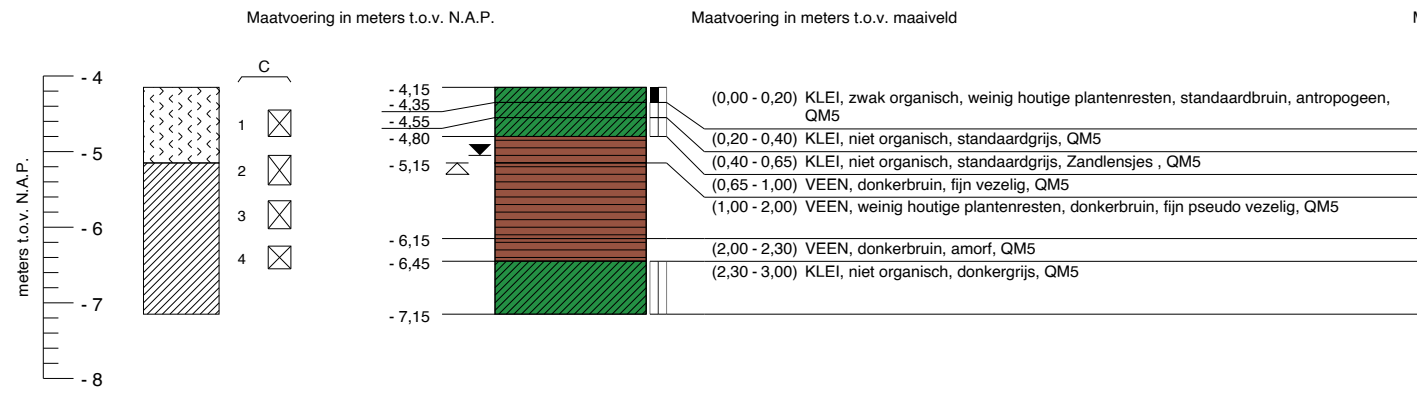 Maatvoering in meters t.o.v. N.A.P.
Maatvoering in meters t.o.v. maaiveld
meters t.o.v. N.A.P.
- 4
- 5
- 6
- 7
- 8
C
1
2
3
4
- 4,15
- 4,35
- 4,55
- 4,80
- 5,15
- 6,15
- 6,45
- 7,15
(0,00 - 0,20) KLEI, zwak organisch, weinig houtige plantenresten, standaardbruin, antropogeen,
QM5
(0,20 - 0,40) KLEI, niet organisch, standaardgrijs, QM5
(0,40 - 0,65) KLEI, niet organisch, standaardgrijs, Zandlensjes , QM5
(0,65 - 1,00) VEEN, donkerbruin, fijn vezelig, QM5
(1,00 - 2,00) VEEN, weinig houtige plantenresten, donkerbruin, fijn pseudo vezelig, QM5
(2,00 - 2,30) VEEN, donkerbruin, amorf, QM5
(2,30 - 3,00) KLEI, niet organisch, donkergrijs, QM5